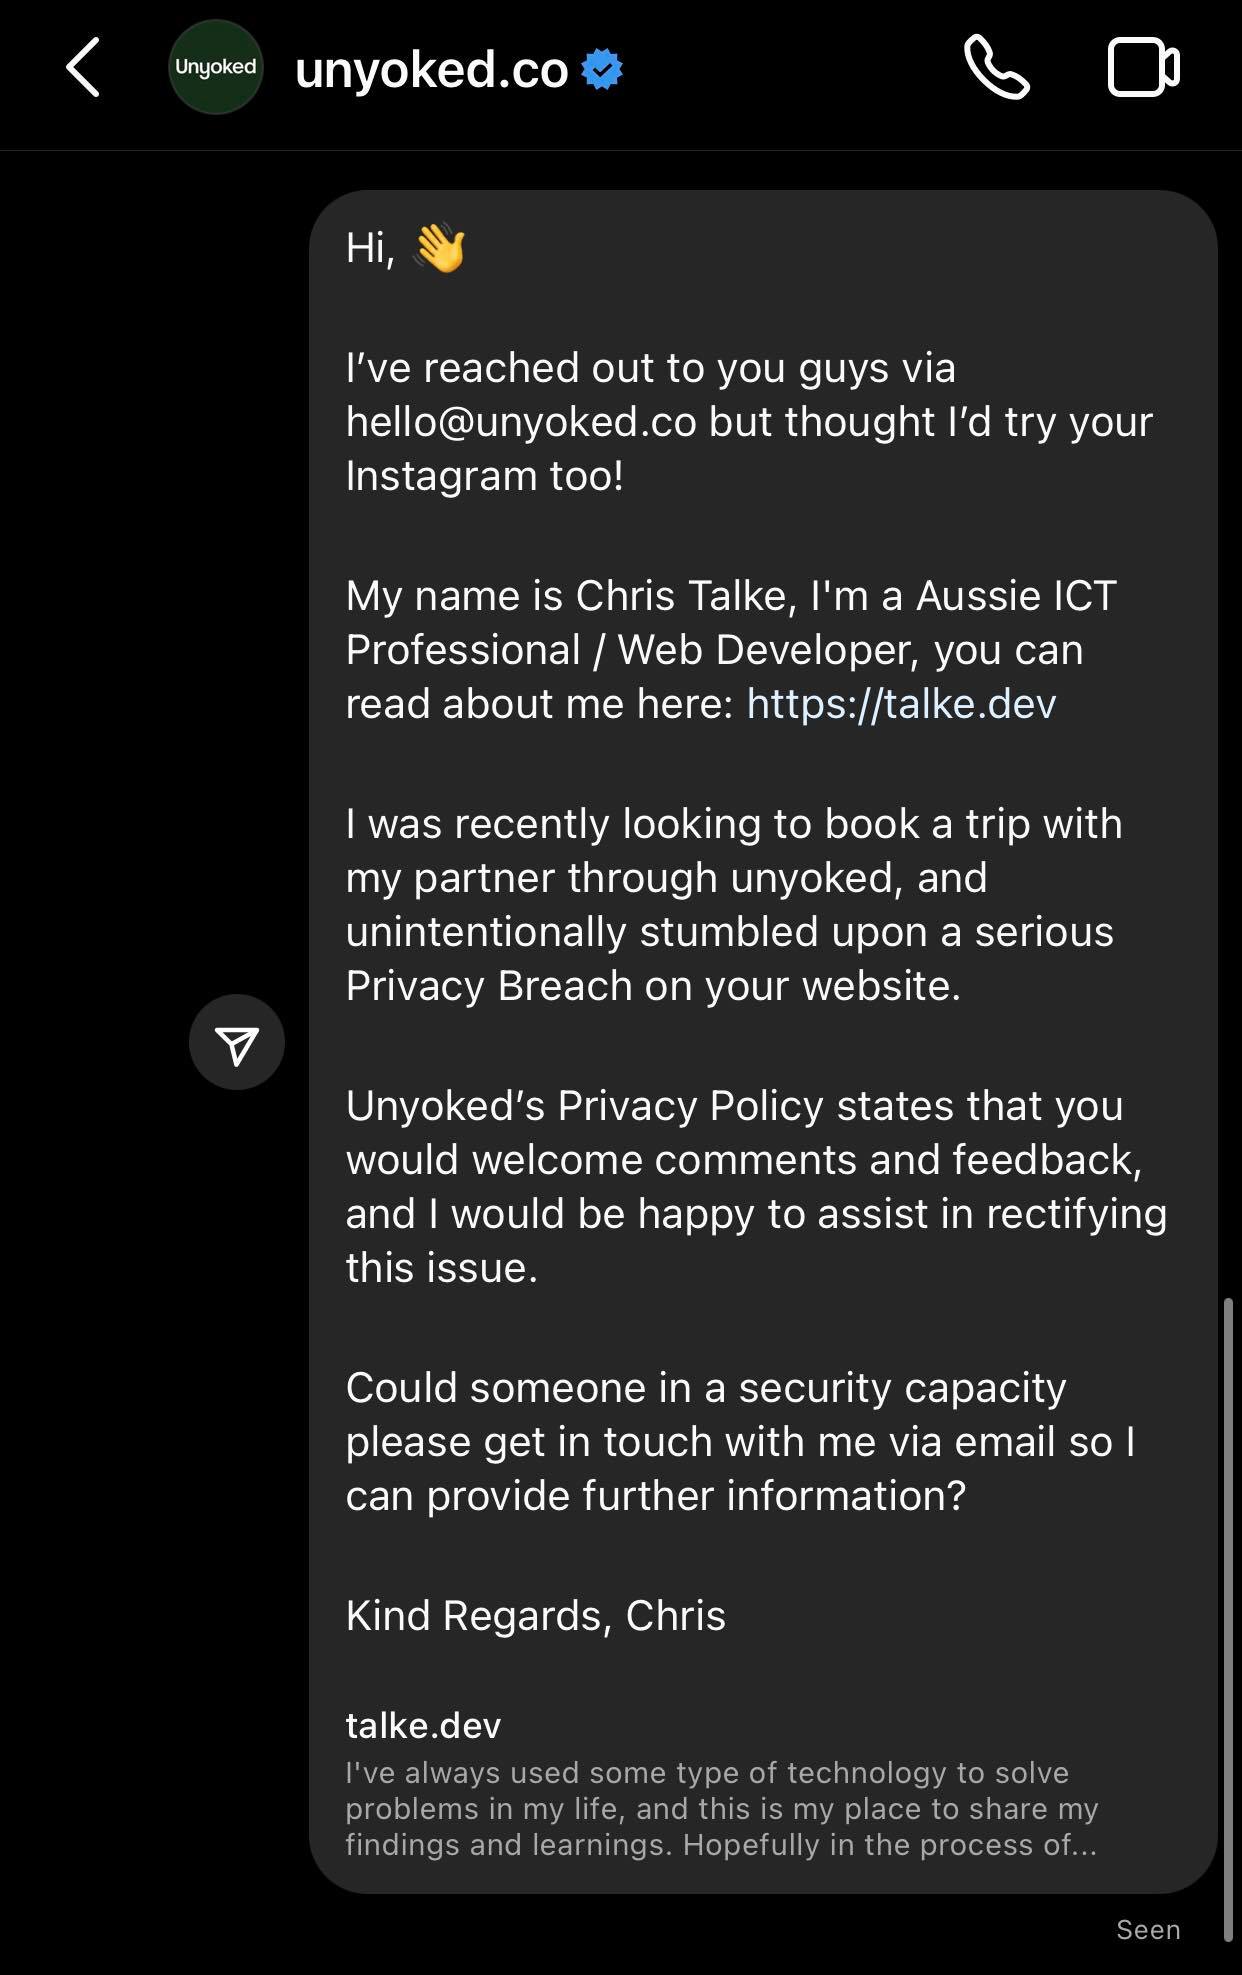 Unyoked
unyoked.co
Hi, 👋
I’ve reached out to you guys via
hello@unyoked.co but thought I’d try your
Instagram too!
My name is Chris Talke, I'm a Aussie ICT
Professional / Web Developer, you can
read about me here: https://talke.dev
I was recently looking to book a trip with
my partner through unyoked, and
unintentionally stumbled upon a serious
Privacy Breach on your website.
Unyoked’s Privacy Policy states that you
would welcome comments and feedback,
and I would be happy to assist in rectifying
this issue.
Could someone in a security capacity
please get in touch with me via email so I
can provide further information?
Kind Regards, Chris
talke.dev
I've always used some type of technology to solve
problems in my life, and this is my place to share my
findings and learnings. Hopefully in the process of...
Seen